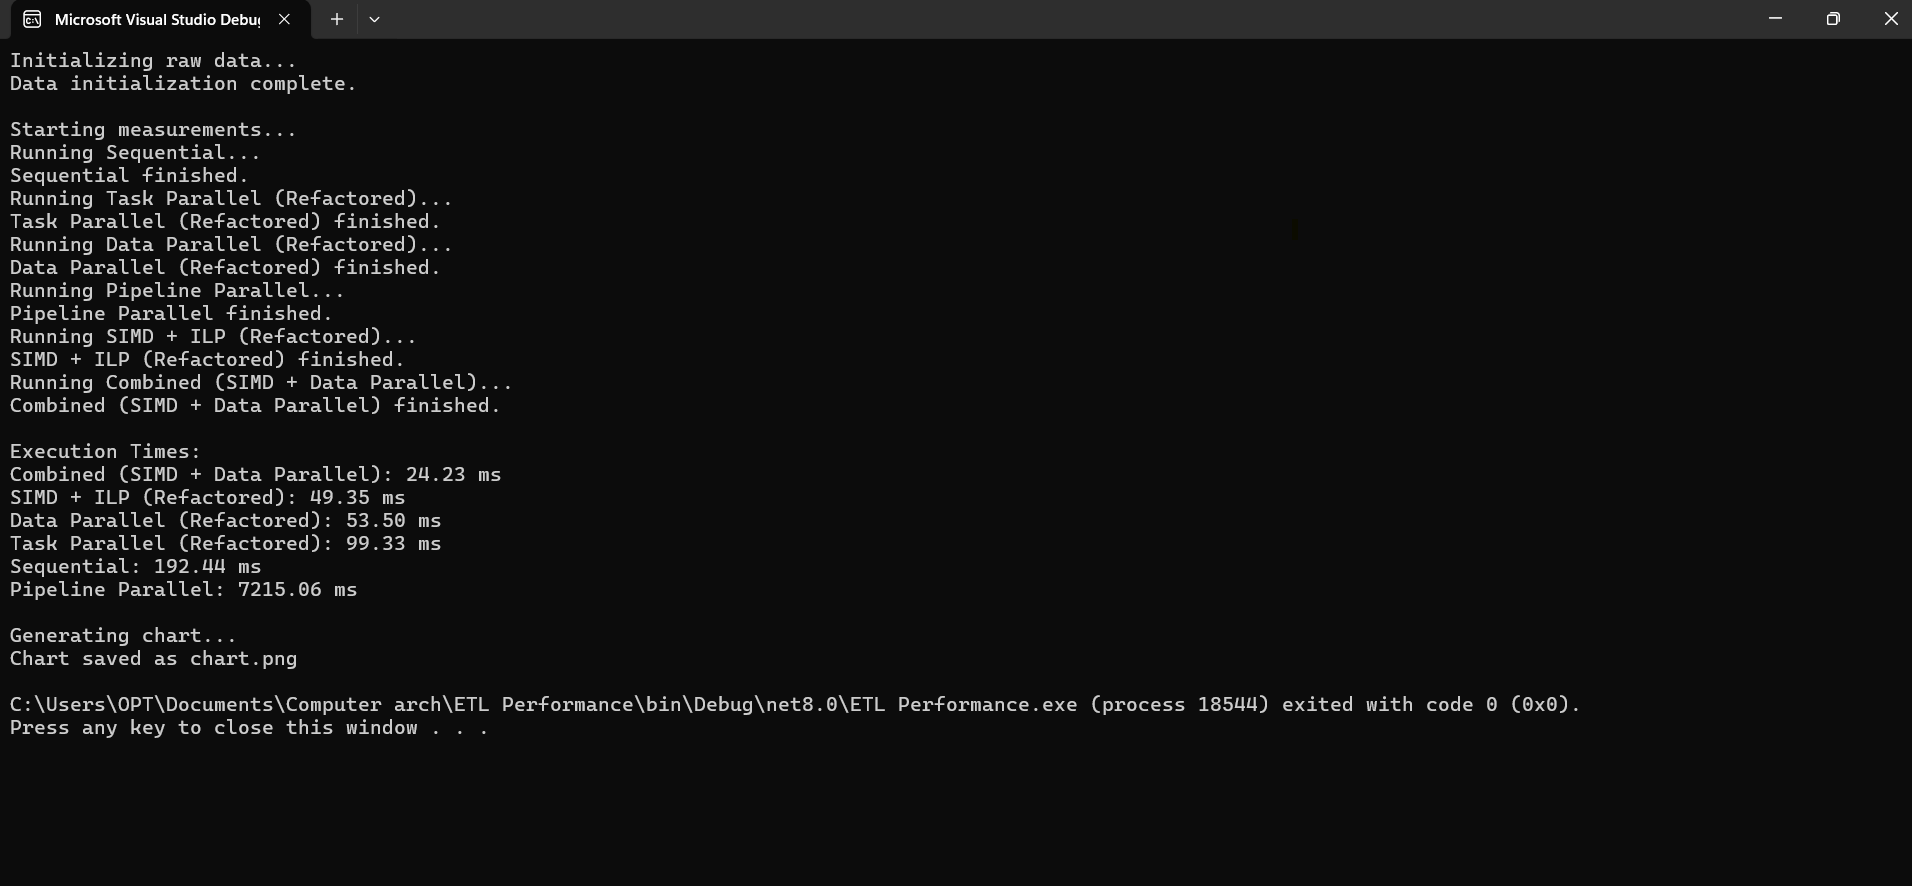 Microsoft Visual Studio Debug
Initializing raw data...
Data initialization complete.
Starting measurements...
Running Sequential...
Sequential finished.
Running Task Parallel (Refactored)...
Task Parallel (Refactored) finished.
Running Data Parallel (Refactored)...
Data Parallel (Refactored) finished.
Running Pipeline Parallel...
Pipeline Parallel finished.
Running SIMD + ILP (Refactored)...
SIMD + ILP (Refactored) finished.
Running Combined (SIMD + Data Parallel)...
Combined (SIMD + Data Parallel) finished.
Execution Times:
Combined (SIMD + Data Parallel): 24.23 ms
SIMD + ILP (Refactored): 49.35 ms
Data Parallel (Refactored): 53.50 ms
Task Parallel (Refactored): 99.33 ms
Sequential: 192.44 ms
Pipeline Parallel: 7215.06 ms
Generating chart...
Chart saved as chart.png
C:\Users\OPT\Documents\Computer arch\ETL Performance\bin\Debug\net8.0\ETL Performance.exe (process 18544) exited with code 0 (0x0).
Press any key to close this window . . .